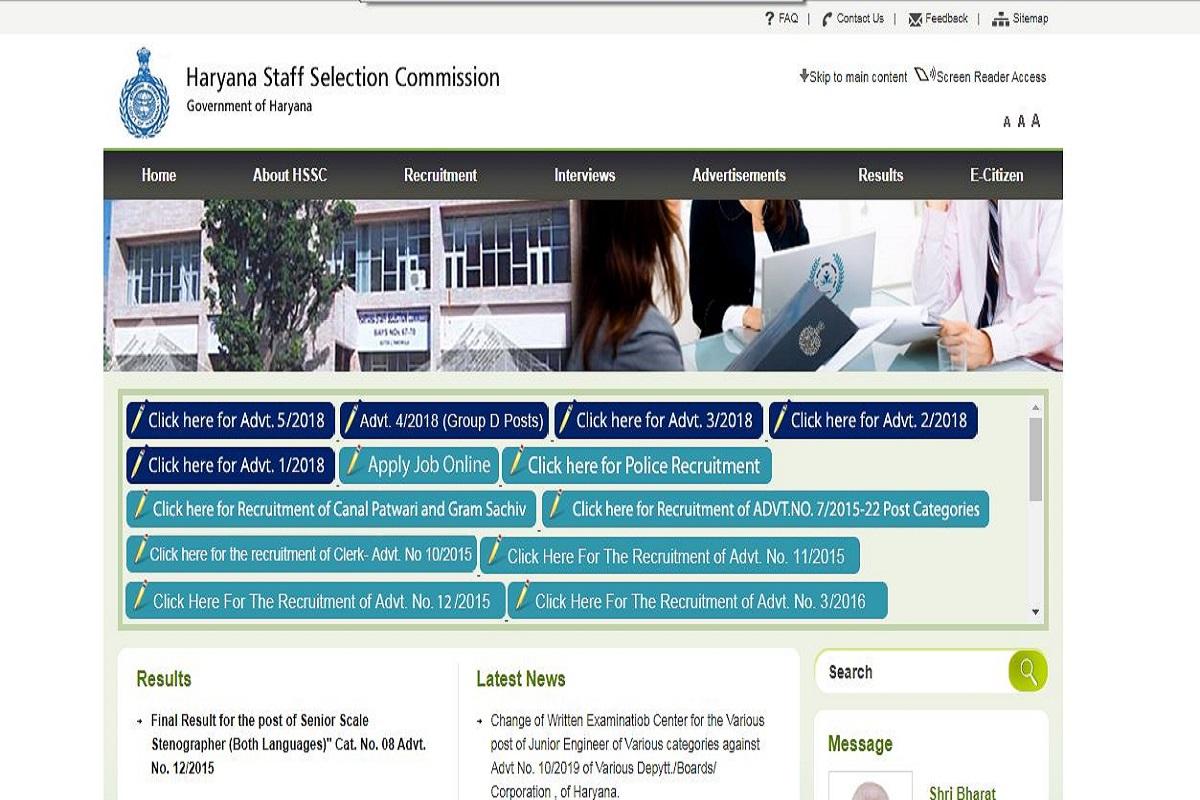 FAQ | Contact Us | Feedback | Sitemap
Haryana Staff Selection Commission
Government of Haryana
Skip to main content Screen Reader Access
A A A
Home About HSSC Recruitment Interviews Advertisements Results E-Citizen
BAYS NO. 67-70
Click here for Advt. 5/2018 Advt. 4/2018 (Group D Posts) Click here for Advt. 3/2018 Click here for Advt. 2/2018
Click here for Advt. 1/2018 Apply Job Online Click here for Police Recruitment
Click here for Recruitment of Canal Patwari and Gram Sachiv Click here for Recruitment of ADVT.NO. 7/2015-22 Post Categories
Click here for the recruitment of Clerk- Advt. No 10/2015 Click Here For The Recruitment of Advt. No. 11/2015
Click Here For The Recruitment of Advt. No. 12/2015 Click Here For The Recruitment of Advt. No. 3/2016
Results
Final Result for the post of Senior Scale
Stenographer (Both Languages)" Cat. No. 08 Advt.
No. 12/2015
Latest News
Change of Written Examinatiob Center for the Various
post of Junior Engineer of Various categories against
Advt No. 10/2019 of Various Depytt./Boards/
Corporation , of Haryana.
Search
Message
Shri Bharat